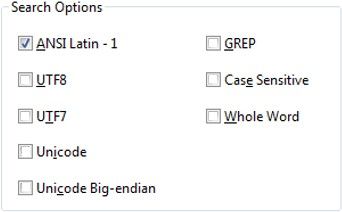 Search Options
ANSI Latin - 1
GREP
UTF8
Case Sensitive
UTF7
Whole Word
Unicode
Unicode Big-endian